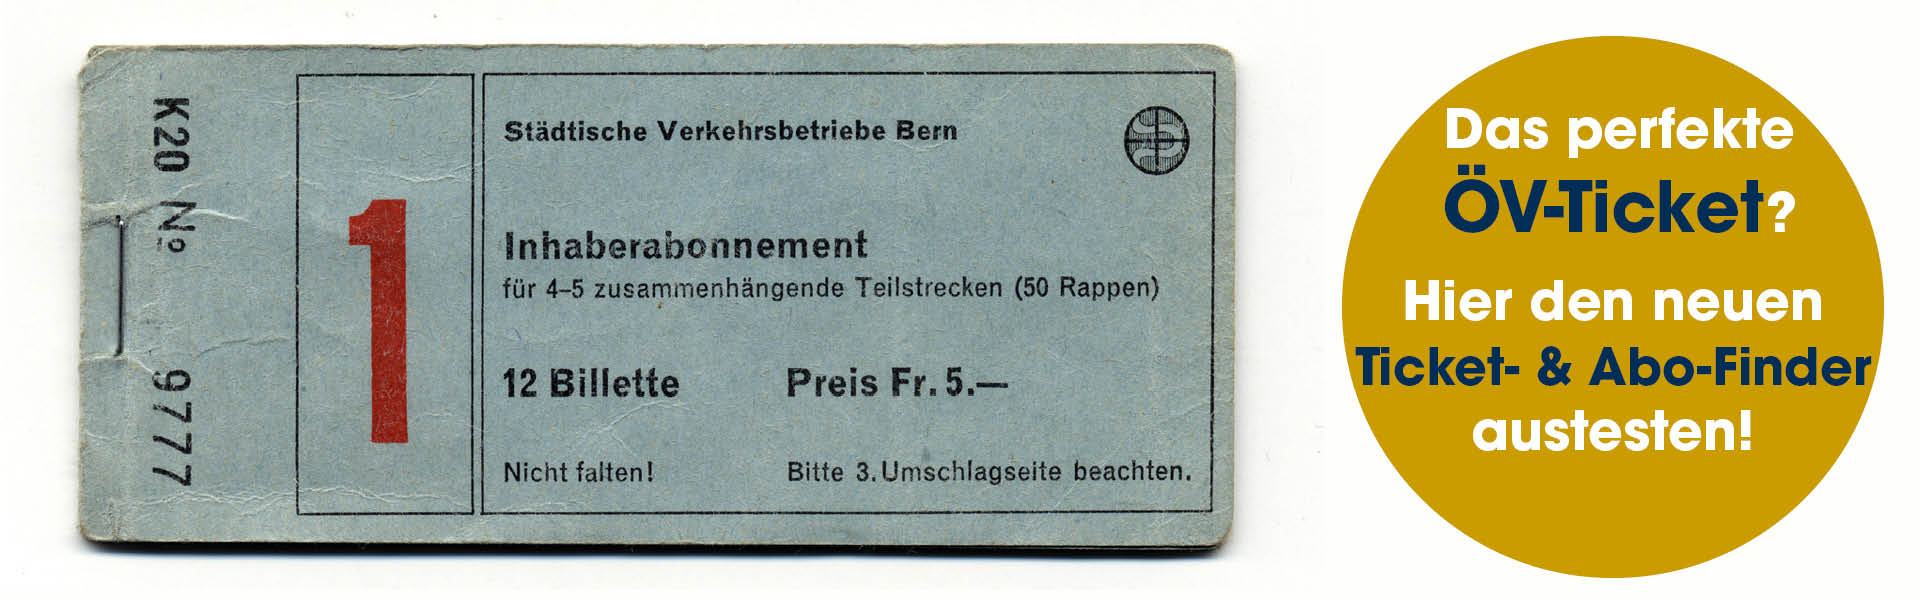 K20 Nº 9777
1
Städtische Verkehrsbetriebe Bern
Inhaberabonnement
für 4–5 zusammenhängende Teilstrecken (50 Rappen)
12 Billette Preis Fr. 5.—
Nicht falten! Bitte 3. Umschlagseite beachten.
Das perfekte
ÖV-Ticket?
Hier den neuen
Ticket- & Abo-Finder
austesten!